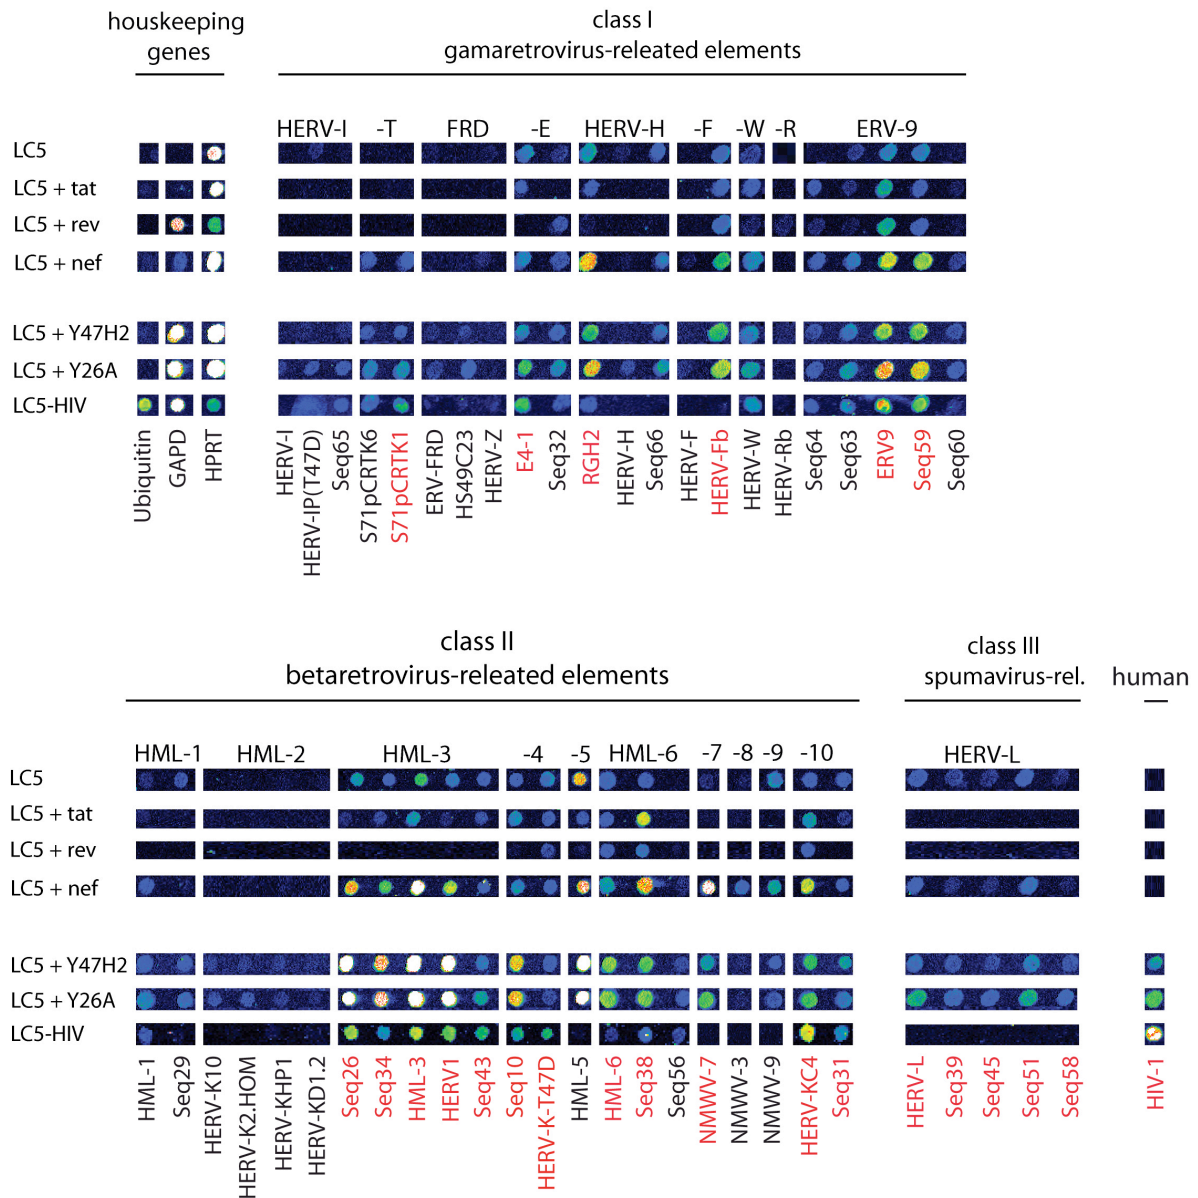 houskeeping
genes
class I
gamaretrovirus-releated elements
HERV-I -T FRD -E HERV-H -F -W -R ERV-9
LC5
LC5 + tat
LC5 + rev
LC5 + nef
LC5 + Y47H2
LC5 + Y26A
LC5-HIV
Ubiquitin
GAPD
HPRT
HERV-I
HERV-IP(T47D)
Seq65
S71pCRTK6
S71pCRTK1
ERV-FRD
HS49C23
HERV-Z
E4-1
Seq32
RGH2
HERV-H
Seq66
HERV-F
HERV-Fb
HERV-W
HERV-Rb
Seq64
Seq63
ERV9
Seq59
Seq60
class II
betaretrovirus-releated elements
class III
spumavirus-rel.
human
HML-1 HML-2 HML-3 -4 -5 HML-6 -7 -8 -9 -10 HERV-L
LC5
LC5 + tat
LC5 + rev
LC5 + nef
LC5 + Y47H2
LC5 + Y26A
LC5-HIV
HML-1
Seq29
HERV-K10
HERV-K2.HOM
HERV-KHP1
HERV-KD1.2
Seq26
Seq34
HML-3
HERV1
Seq43
Seq10
HERV-K-T47D
HML-5
HML-6
Seq38
Seq56
NMWV-7
NMWV-3
NMWV-9
HERV-KC4
Seq31
HERV-L
Seq39
Seq45
Seq51
Seq58
HIV-1